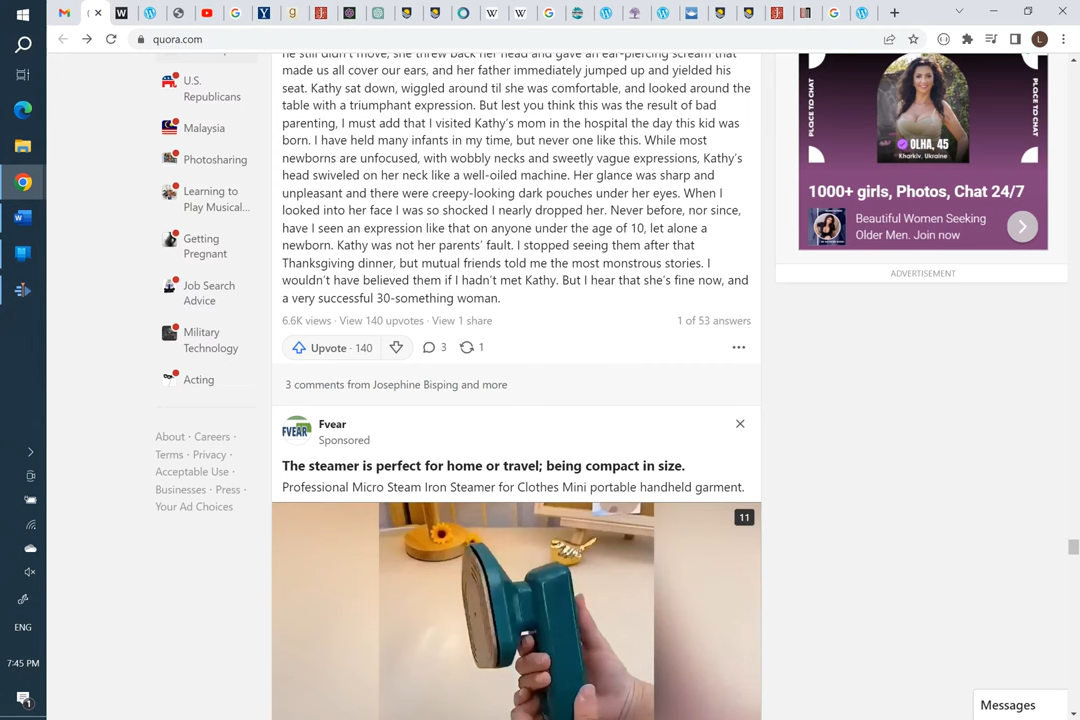 quora.com
L
U.S.
Republicans
Malaysia
Photosharing
Learning to
Play Musical...
Getting
Pregnant
Job Search
Advice
Military
Technology
Acting
About · Careers ·
Terms · Privacy ·
Acceptable Use ·
Businesses · Press ·
Your Ad Choices
he still didn't move, she threw back her head and gave an ear-piercing scream that
made us all cover our ears, and her father immediately jumped up and yielded his
seat. Kathy sat down, wiggled around til she was comfortable, and looked around the
table with a triumphant expression. But lest you think this was the result of bad
parenting, I must add that I visited Kathy's mom in the hospital the day this kid was
born. I have held many infants in my time, but never one like this. While most
newborns are unfocused, with wobbly necks and sweetly vague expressions, Kathy's
head swiveled on her neck like a well-oiled machine. Her glance was sharp and
unpleasant and there were creepy-looking dark pouches under her eyes. When I
looked into her face I was so shocked I nearly dropped her. Never before, nor since,
have I seen an expression like that on anyone under the age of 10, let alone a
newborn. Kathy was not her parents' fault. I stopped seeing them after that
Thanksgiving dinner, but mutual friends told me the most monstrous stories. I
wouldn't have believed them if I hadn't met Kathy. But I hear that she's fine now, and
a very successful 30-something woman.
6.6K views · View 140 upvotes · View 1 share
1 of 53 answers
Upvote · 140
3
1
3 comments from Josephine Bisping and more
FVEAR
Fvear
Sponsored
The steamer is perfect for home or travel; being compact in size.
Professional Micro Steam Iron Steamer for Clothes Mini portable handheld garment.
11
PLACE TO CHAT
PLACE TO CHAT
OLHA, 45
Kharkiv, Ukraine
1000+ girls, Photos, Chat 24/7
Beautiful Women Seeking
Older Men. Join now
ADVERTISEMENT
Messages
ENG
7:45 PM
1